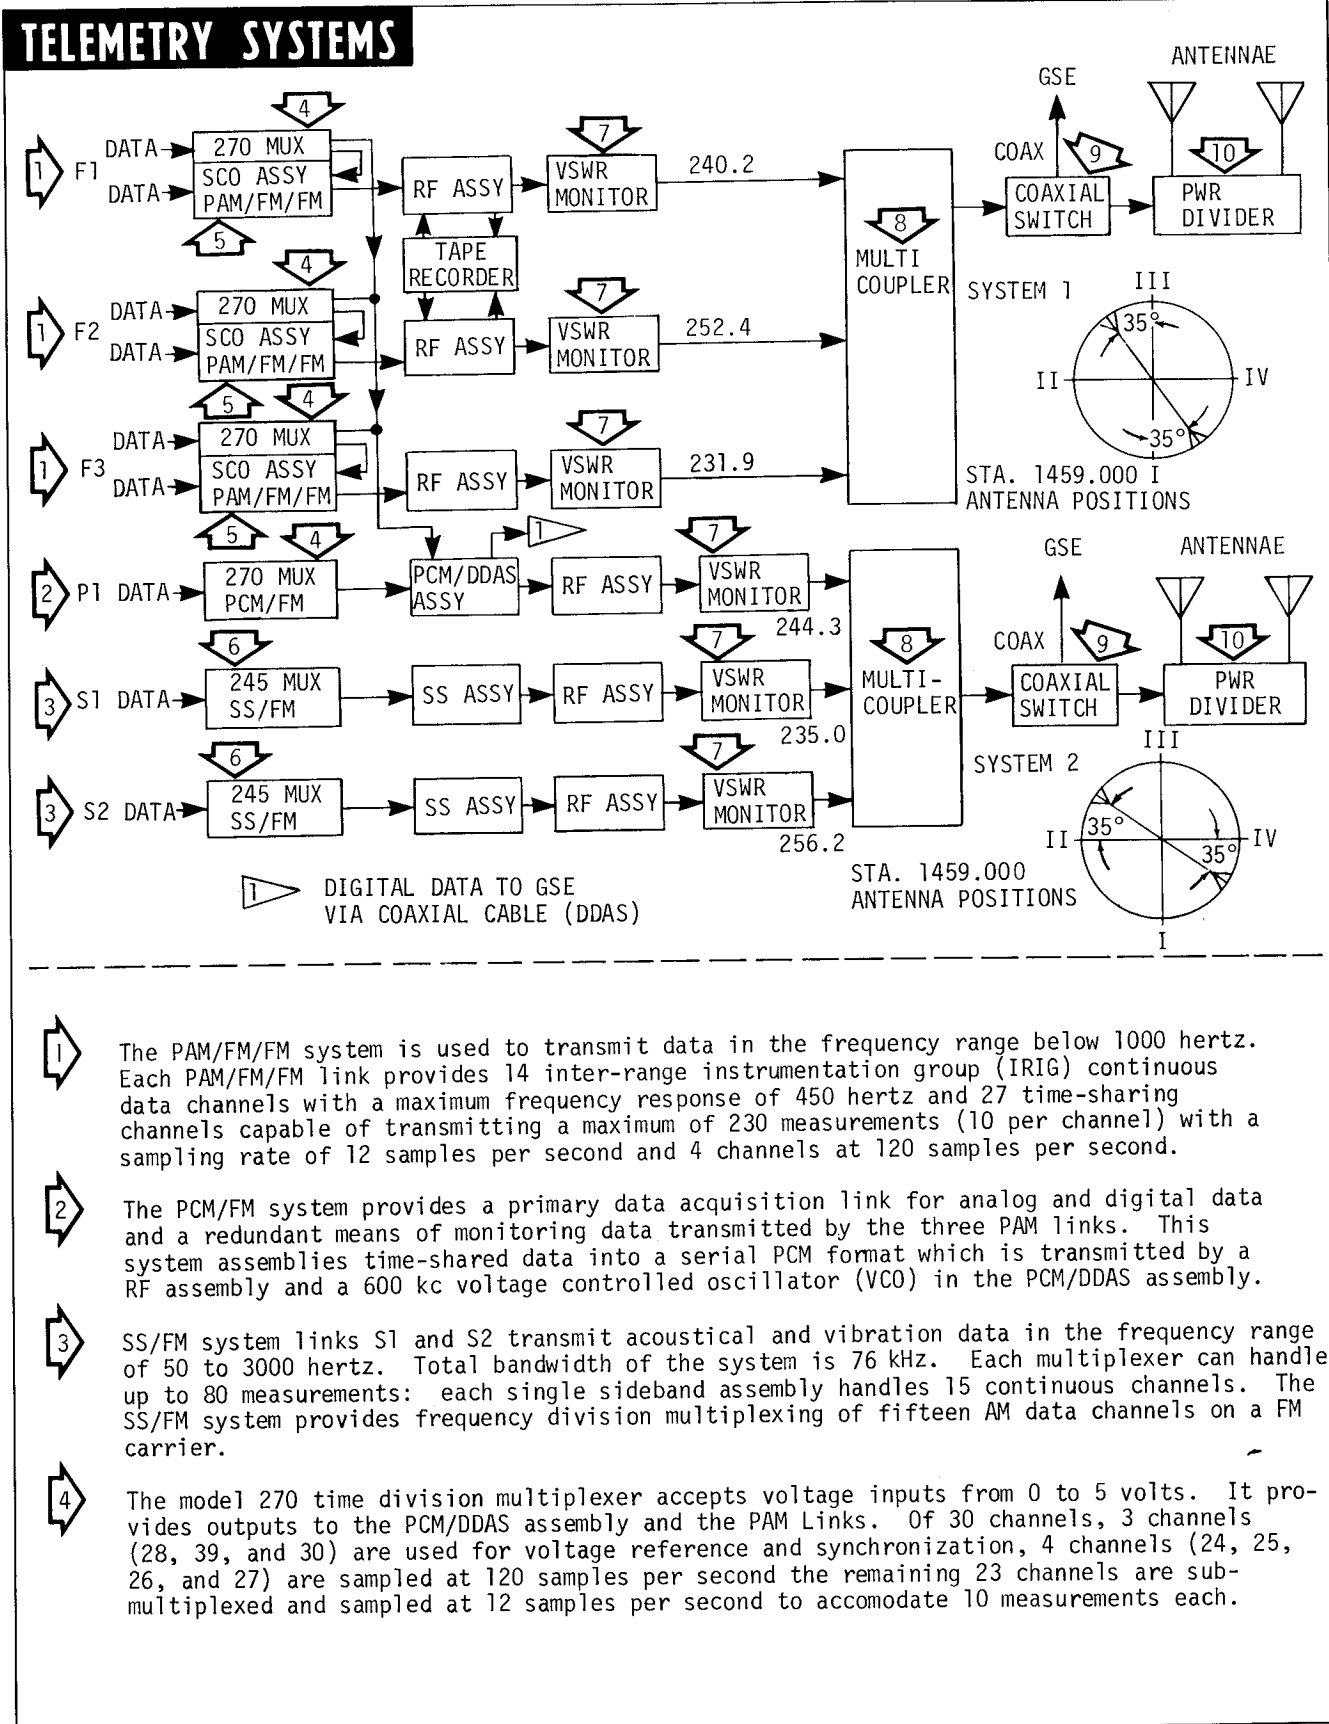 TELEMETRY SYSTEMS
ANTENNAE
GSE
4
7
1 F1
DATA
270 MUX
DATA
SCO ASSY
PAM/FM/FM
RF ASSY
VSWR
MONITOR
240.2
COAX
9
10
COAXIAL
SWITCH
PWR
DIVIDER
5
4
TAPE
RECORDER
8
MULTI
COUPLER
SYSTEM 1
III
35°
II
IV
35°
STA. 1459.000 I
ANTENNA POSITIONS
7
1 F2
DATA
270 MUX
DATA
SCO ASSY
PAM/FM/FM
RF ASSY
VSWR
MONITOR
252.4
5
4
7
1 F3
DATA
270 MUX
DATA
SCO ASSY
PAM/FM/FM
RF ASSY
VSWR
MONITOR
231.9
5
4
1
7
GSE
ANTENNAE
2 P1 DATA
270 MUX
PCM/FM
PCM/DDAS
ASSY
RF ASSY
VSWR
MONITOR
244.3
6
7
8
COAX
9
10
3 S1 DATA
245 MUX
SS/FM
SS ASSY
RF ASSY
VSWR
MONITOR
235.0
MULTI-
COUPLER
COAXIAL
SWITCH
PWR
DIVIDER
6
7
SYSTEM 2
III
3 S2 DATA
245 MUX
SS/FM
SS ASSY
RF ASSY
VSWR
MONITOR
256.2
35°
II
IV
35°
I
STA. 1459.000
ANTENNA POSITIONS
1 DIGITAL DATA TO GSE
VIA COAXIAL CABLE (DDAS)
1 The PAM/FM/FM system is used to transmit data in the frequency range below 1000 hertz.
Each PAM/FM/FM link provides 14 inter-range instrumentation group (IRIG) continuous
data channels with a maximum frequency response of 450 hertz and 27 time-sharing
channels capable of transmitting a maximum of 230 measurements (10 per channel) with a
sampling rate of 12 samples per second and 4 channels at 120 samples per second.
2 The PCM/FM system provides a primary data acquisition link for analog and digital data
and a redundant means of monitoring data transmitted by the three PAM links. This
system assemblies time-shared data into a serial PCM format which is transmitted by a
RF assembly and a 600 kc voltage controlled oscillator (VCO) in the PCM/DDAS assembly.
3 SS/FM system links S1 and S2 transmit acoustical and vibration data in the frequency range
of 50 to 3000 hertz. Total bandwidth of the system is 76 kHz. Each multiplexer can handle
up to 80 measurements: each single sideband assembly handles 15 continuous channels. The
SS/FM system provides frequency division multiplexing of fifteen AM data channels on a FM
carrier.
4 The model 270 time division multiplexer accepts voltage inputs from 0 to 5 volts. It pro-
vides outputs to the PCM/DDAS assembly and the PAM Links. Of 30 channels, 3 channels
(28, 39, and 30) are used for voltage reference and synchronization, 4 channels (24, 25,
26, and 27) are sampled at 120 samples per second the remaining 23 channels are sub-
multiplexed and sampled at 12 samples per second to accomodate 10 measurements each.